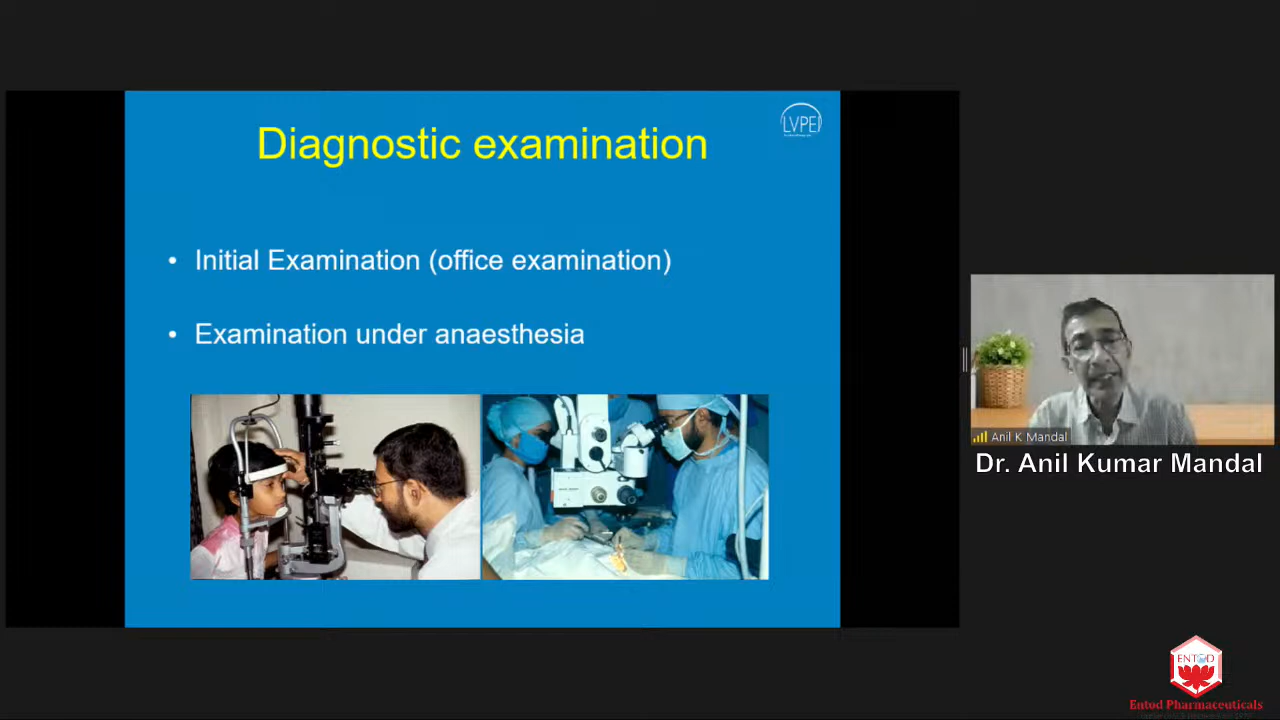 Diagnostic examination
LVPEI
• Initial Examination (office examination)
• Examination under anaesthesia
Anil K Mandal
Dr. Anil Kumar Mandal
ENTOD
Entod Pharmaceuticals